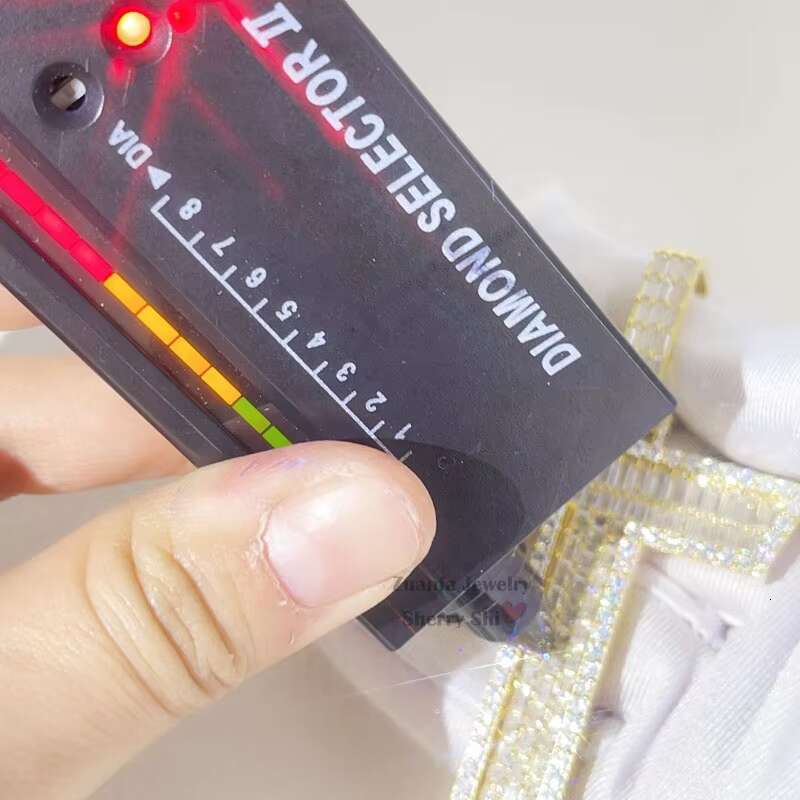 DIAMOND SELECTOR II
◀ DIA
8 7 6 5 4 3 2 1
Zuanfa Jewelry
Sherry Shi